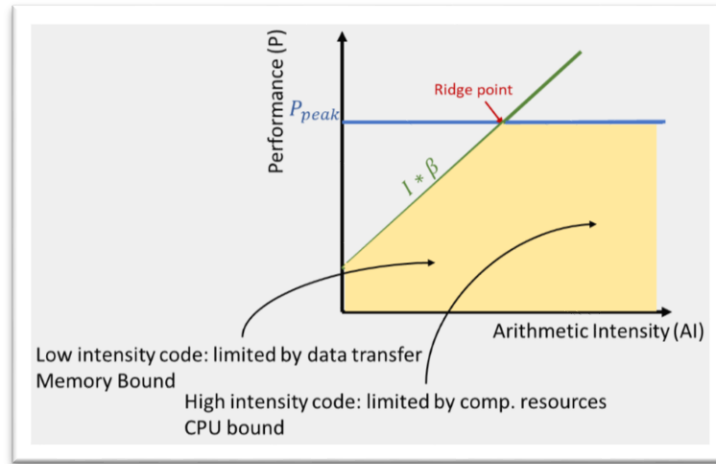 Performance (P)
P_peak
Ridge point
I * β
Arithmetic Intensity (AI)
Low intensity code: limited by data transfer
Memory Bound
High intensity code: limited by comp. resources
CPU bound